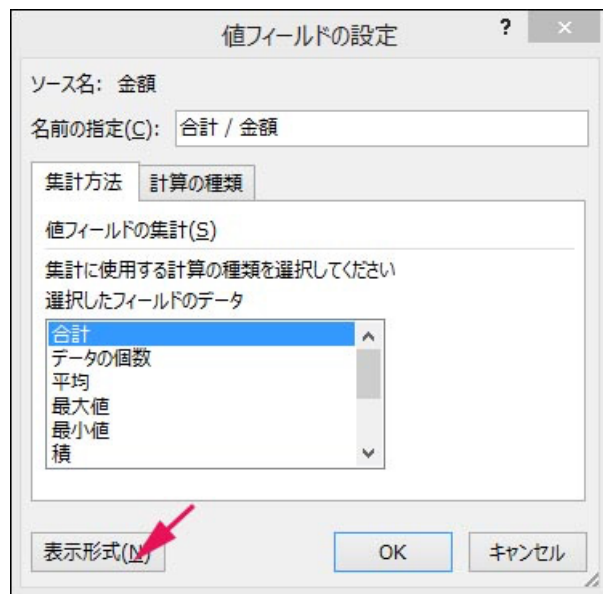 値フィールドの設定 ? ×
ソース名: 金額
名前の指定(C): 合計 / 金額
集計方法 計算の種類
値フィールドの集計(S)
集計に使用する計算の種類を選択してください
選択したフィールドのデータ
合計
データの個数
平均
最大値
最小値
積
表示形式(N) OK キャンセル